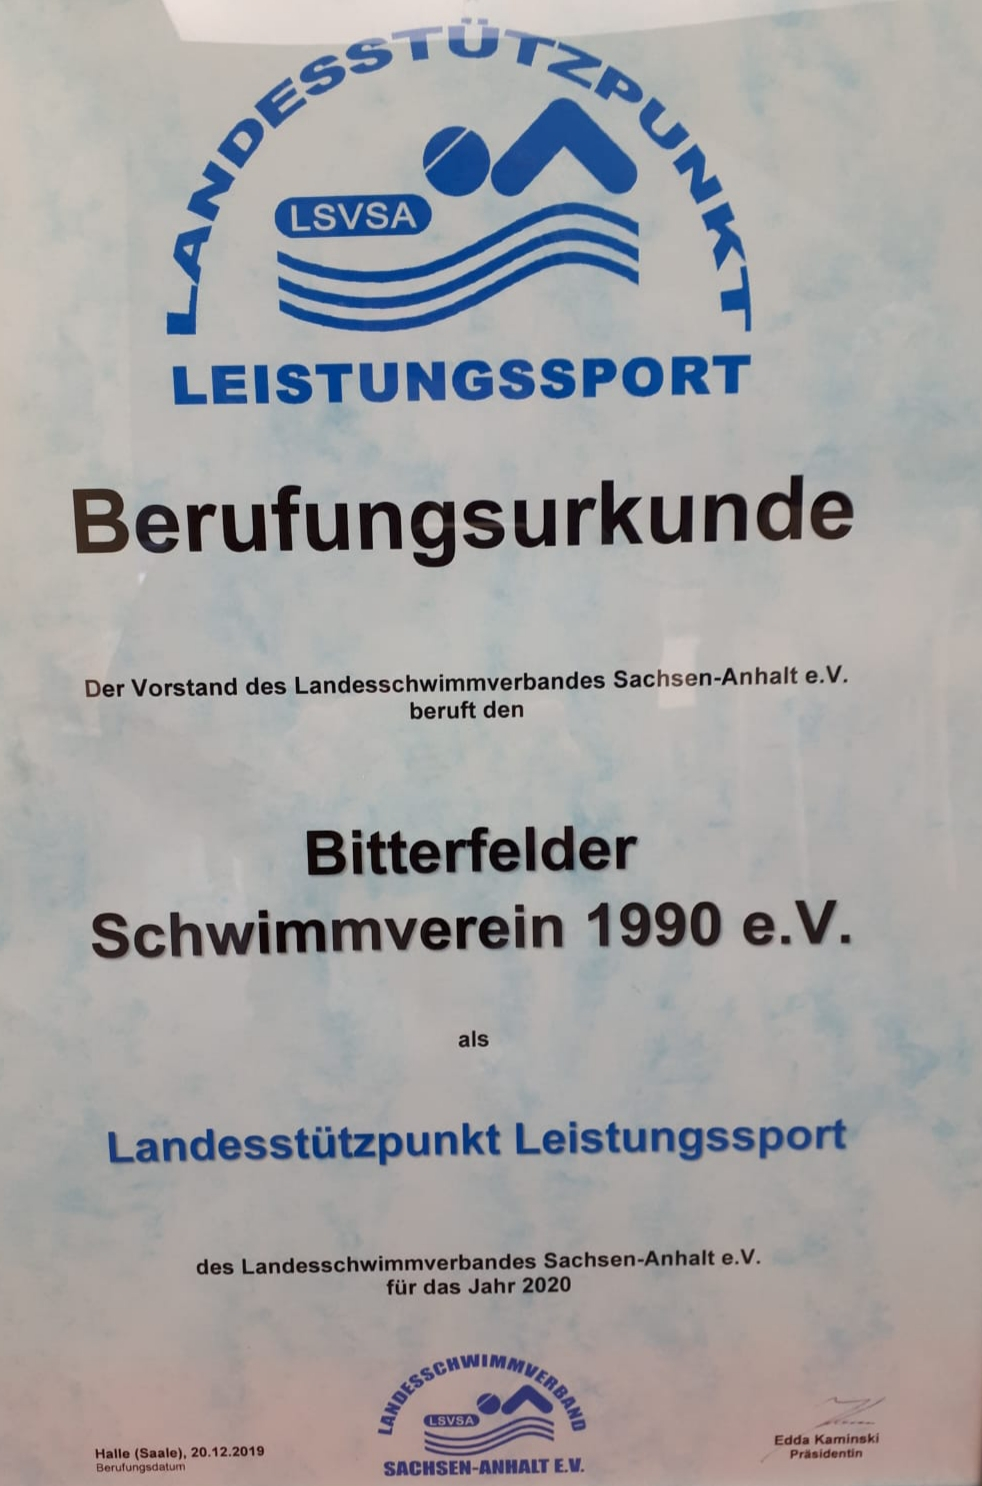 LANDESSTÜTZPUNKT
LSVSA
LEISTUNGSSPORT
Berufungsurkunde
Der Vorstand des Landesschwimmverbandes Sachsen-Anhalt e.V.
beruft den
Bitterfelder
Schwimmverein 1990 e.V.
als
Landesstützpunkt Leistungssport
des Landesschwimmverbandes Sachsen-Anhalt e.V.
für das Jahr 2020
LANDESSCHWIMMVERBAND
LSVSA
SACHSEN-ANHALT E.V.
Halle (Saale), 20.12.2019
Berufungsdatum
Edda Kaminski
Präsidentin